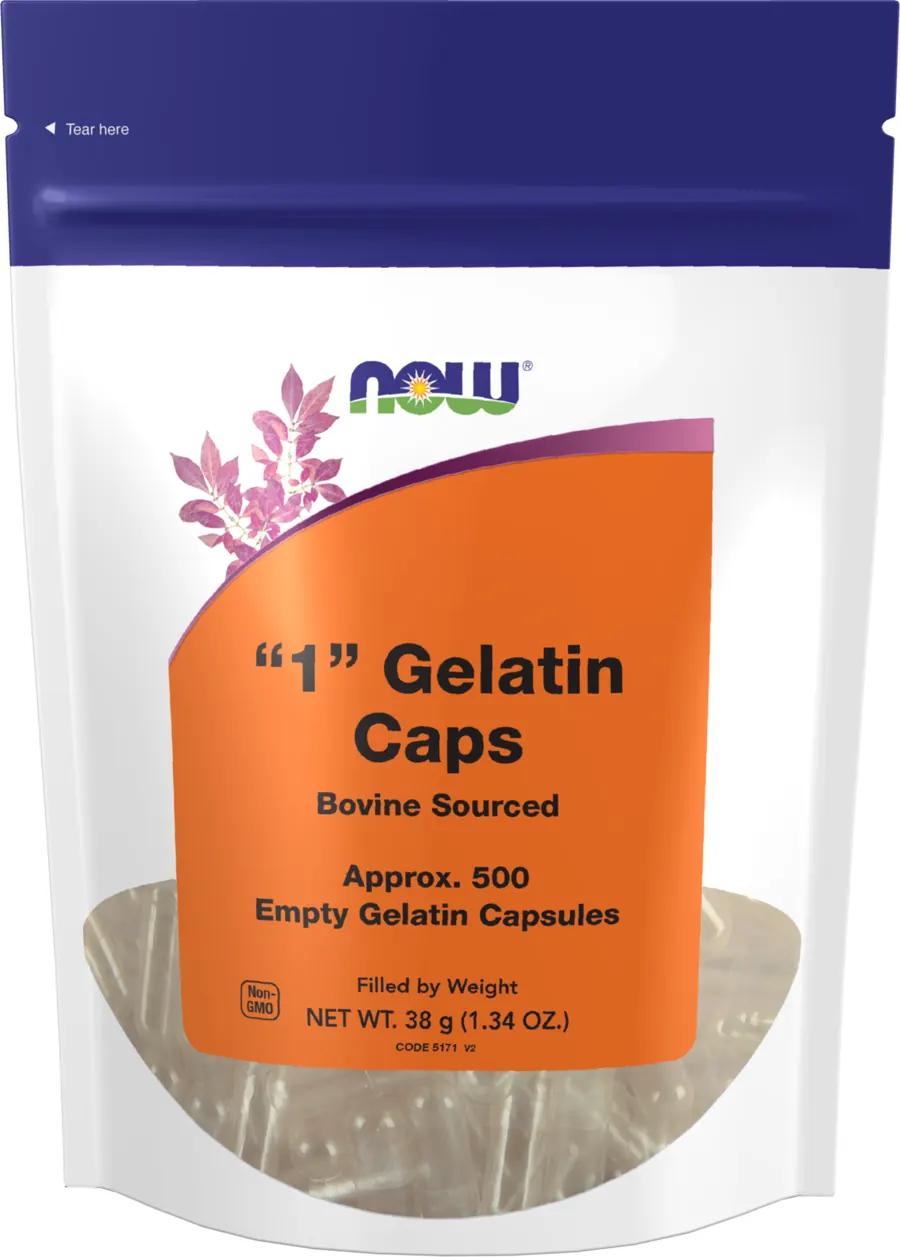 Tear here
NOW®
“1” Gelatin
Caps
Bovine Sourced
Approx. 500
Empty Gelatin Capsules
Non-
GMO
Filled by Weight
NET WT. 38 g (1.34 OZ.)
CODE 5171 V2